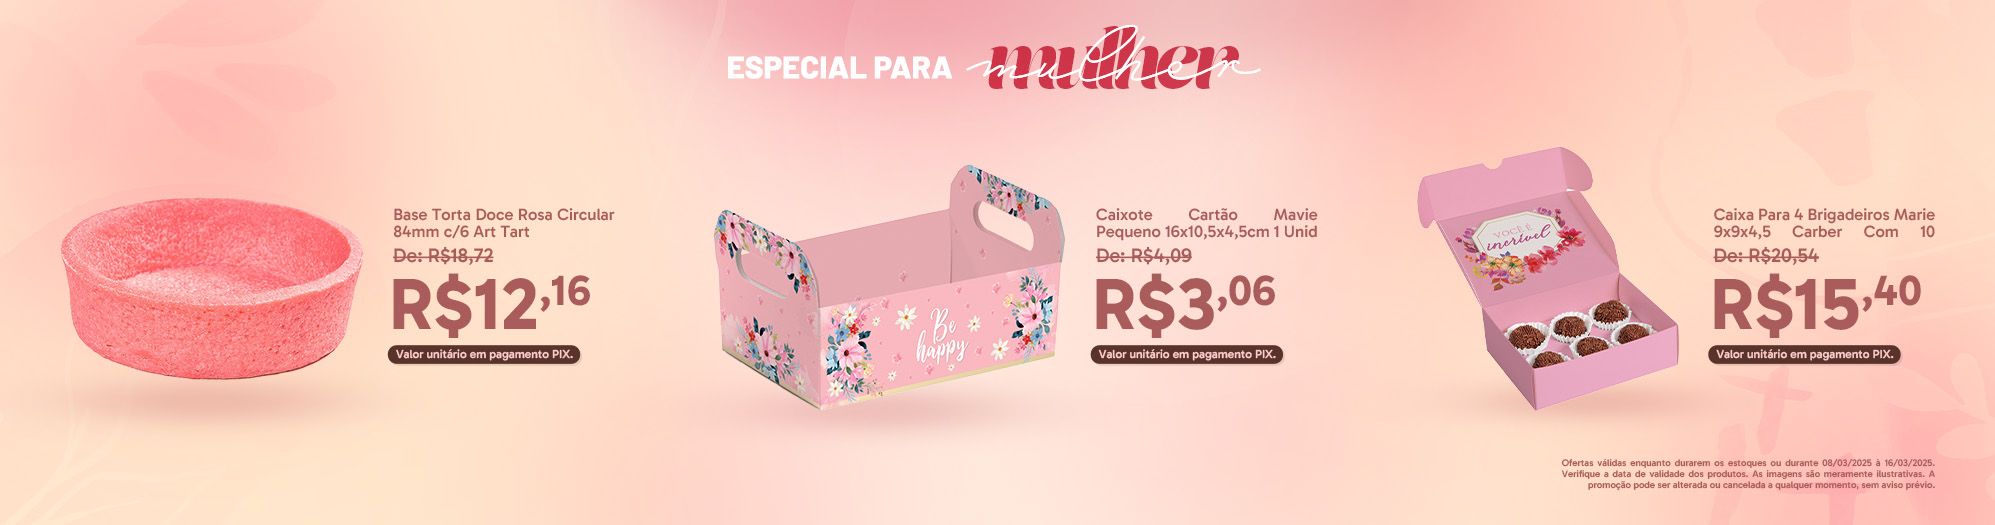 ESPECIAL PARA mulher
mulher
Base Torta Doce Rosa Circular
84mm c/6 Art Tart
De: R$18,72
R$12,16
Valor unitário em pagamento PIX.
Be
happy
Caixote Cartão Mavie
Pequeno 16x10,5x4,5cm 1 Unid
De: R$4,09
R$3,06
Valor unitário em pagamento PIX.
VOCÊ É
incrível
Caixa Para 4 Brigadeiros Marie
9x9x4,5 Carber Com 10
De: R$20,54
R$15,40
Valor unitário em pagamento PIX.
Ofertas válidas enquanto durarem os estoques ou durante 08/03/2025 à 16/03/2025.
Verifique a data de validade dos produtos. As imagens são meramente ilustrativas. A
promoção pode ser alterada ou cancelada a qualquer momento, sem aviso prévio.